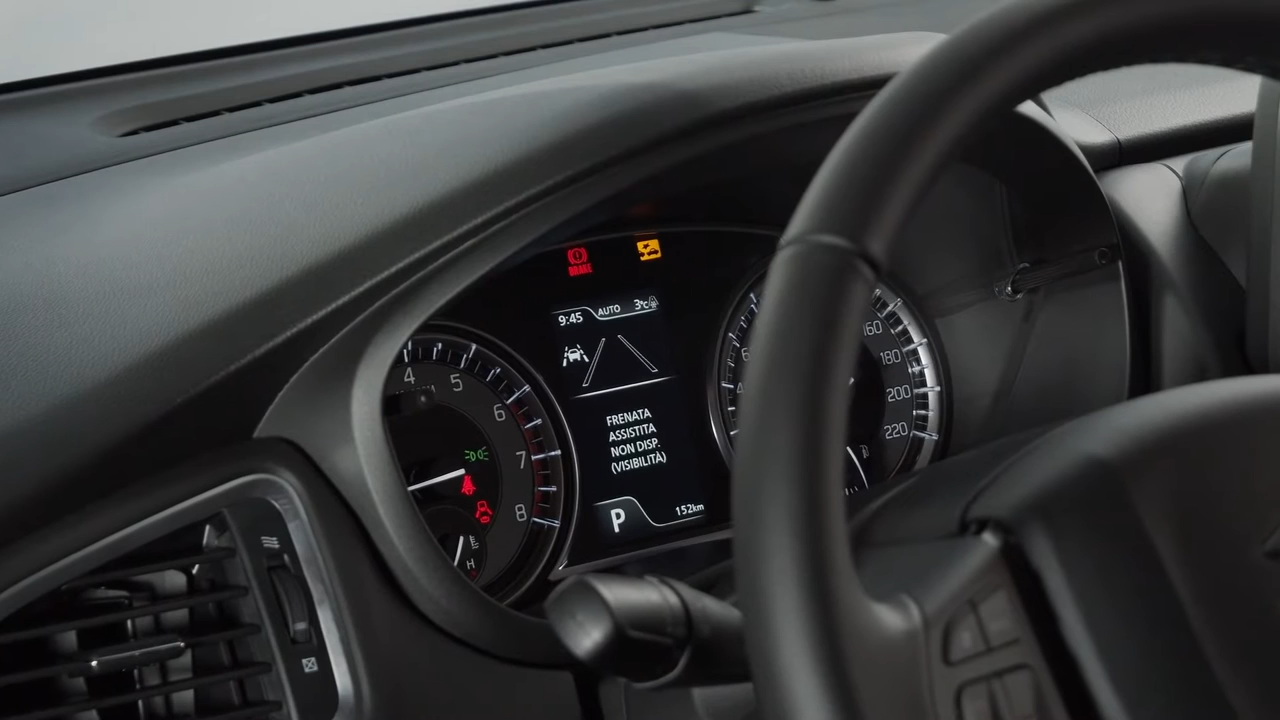 BRAKE
9:45 AUTO 3°C
FRENATA
ASSISTITA
NON DISP.
(VISIBILITÀ)
P 152km
4
5
6
7
8
H
160
180
200
220